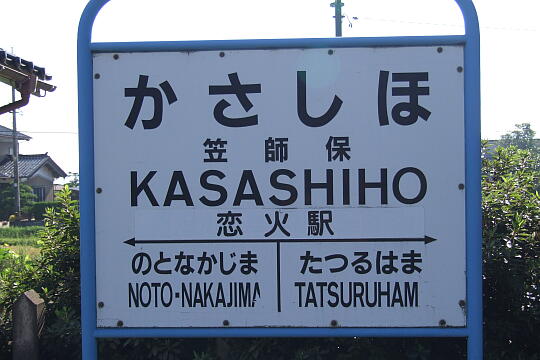 かさしほ
笠師保
KASASHIHO
恋火駅
のとなかじま
たつるはま
NOTO-NAKAJIMA
TATSURUHAM